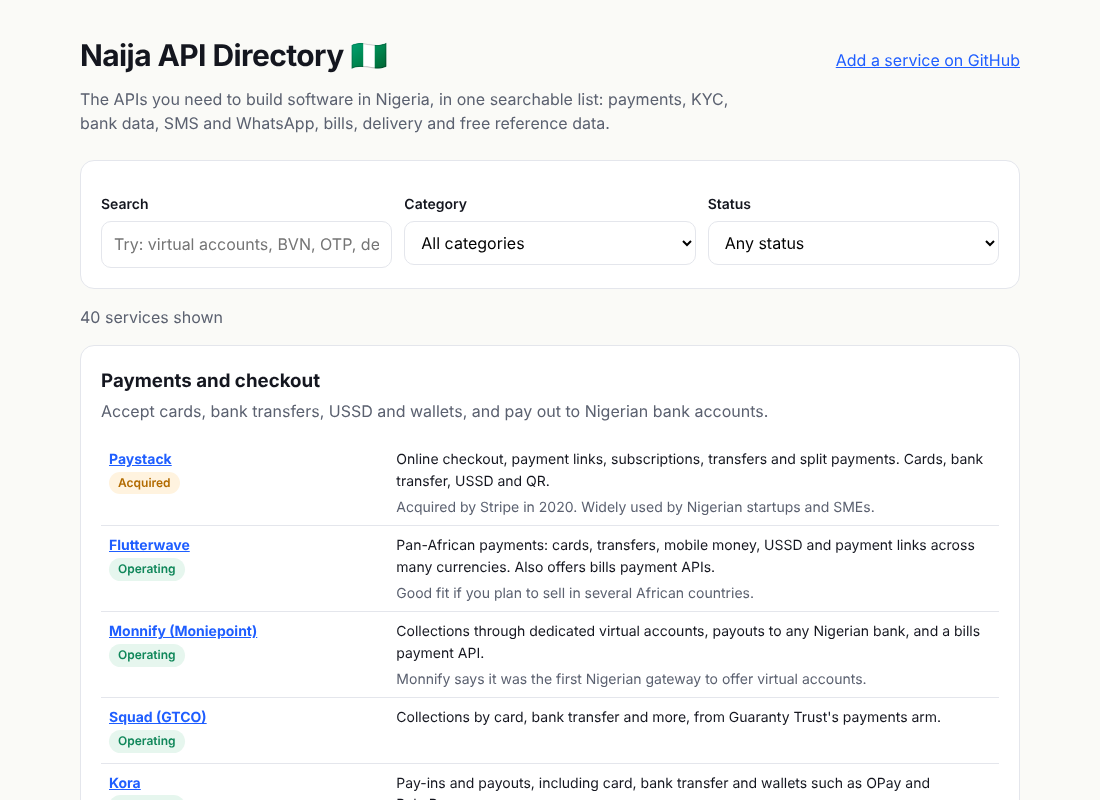 Naija API Directory 🇳🇬
Add a service on GitHub
The APIs you need to build software in Nigeria, in one searchable list: payments, KYC,
bank data, SMS and WhatsApp, bills, delivery and free reference data.
Search
Category
Status
Try: virtual accounts, BVN, OTP, de
All categories
Any status
40 services shown
Payments and checkout
Accept cards, bank transfers, USSD and wallets, and pay out to Nigerian bank accounts.
Paystack
Acquired
Online checkout, payment links, subscriptions, transfers and split payments. Cards, bank
transfer, USSD and QR.
Acquired by Stripe in 2020. Widely used by Nigerian startups and SMEs.
Flutterwave
Operating
Pan-African payments: cards, transfers, mobile money, USSD and payment links across
many currencies. Also offers bills payment APIs.
Good fit if you plan to sell in several African countries.
Monnify (Moniepoint)
Operating
Collections through dedicated virtual accounts, payouts to any Nigerian bank, and a bills
payment API.
Monnify says it was the first Nigerian gateway to offer virtual accounts.
Squad (GTCO)
Operating
Collections by card, bank transfer and more, from Guaranty Trust's payments arm.
Kora
Pay-ins and payouts, including card, bank transfer and wallets such as OPay and